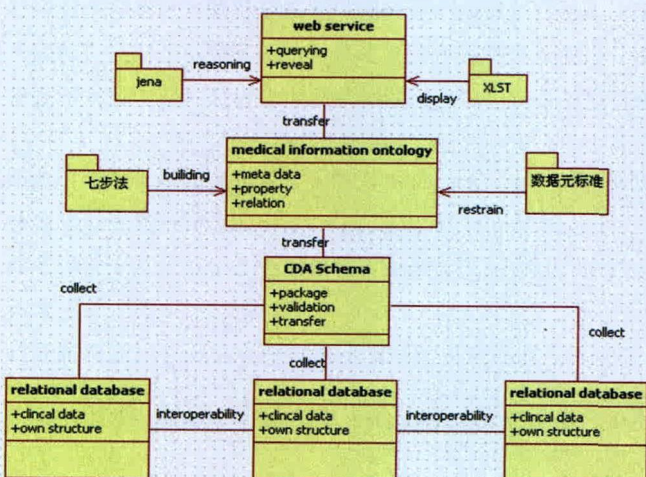 web service
+querying
+reveal
reasoning
jena
XLST
display
transfer
medical information ontology
+meta data
+property
+relation
builiding
七步法
数据元标准
restrain
transfer
CDA Schema
+package
+validation
+transfer
collect
collect
collect
relational database
+clincal data
+own structure
interoperability
relational database
+clincal data
+own structure
interoperability
relational database
+clincal data
+own structure